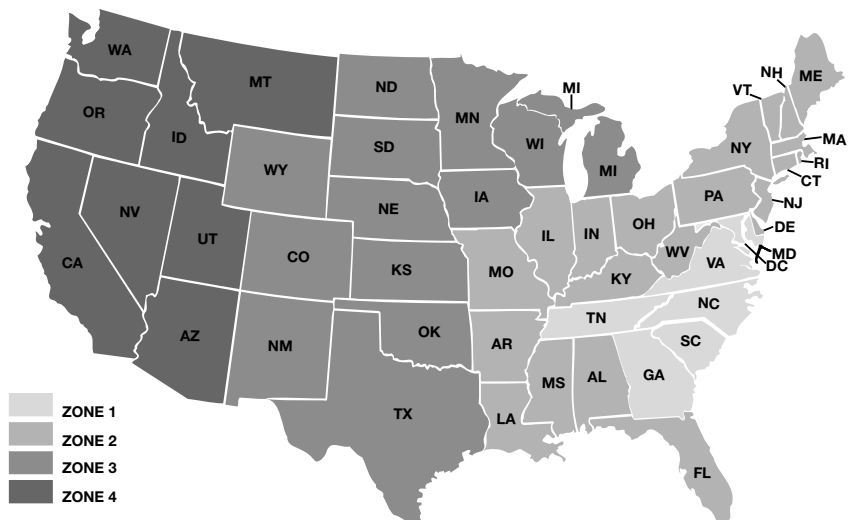 WA
MT
ND
MN
MI
VT
NH
ME
OR
ID
SD
WI
MI
NY
MA
RI
CT
WY
NE
IA
PA
NJ
DE
MD
DC
NV
UT
CO
KS
MO
IL
IN
OH
WV
VA
KY
CA
AZ
NM
OK
AR
TN
NC
SC
TX
LA
MS
AL
GA
FL
ZONE 1
ZONE 2
ZONE 3
ZONE 4